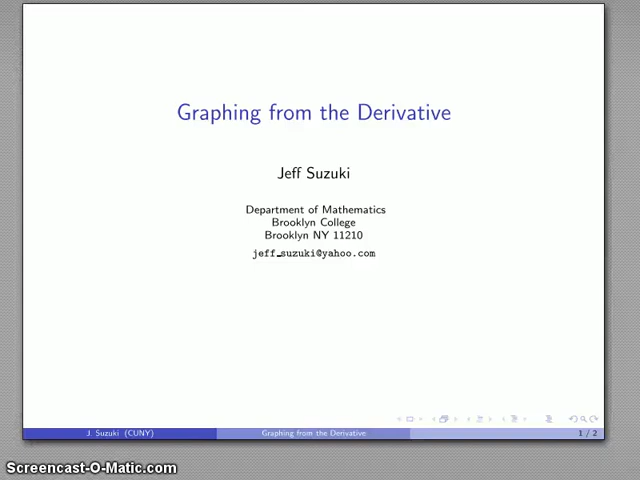 Graphing from the Derivative
Jeff Suzuki
Department of Mathematics
Brooklyn College
Brooklyn NY 11210
jeff_suzuki@yahoo.com
J. Suzuki (CUNY)
Graphing from the Derivative
1 / 2
Screencast-O-Matic.com